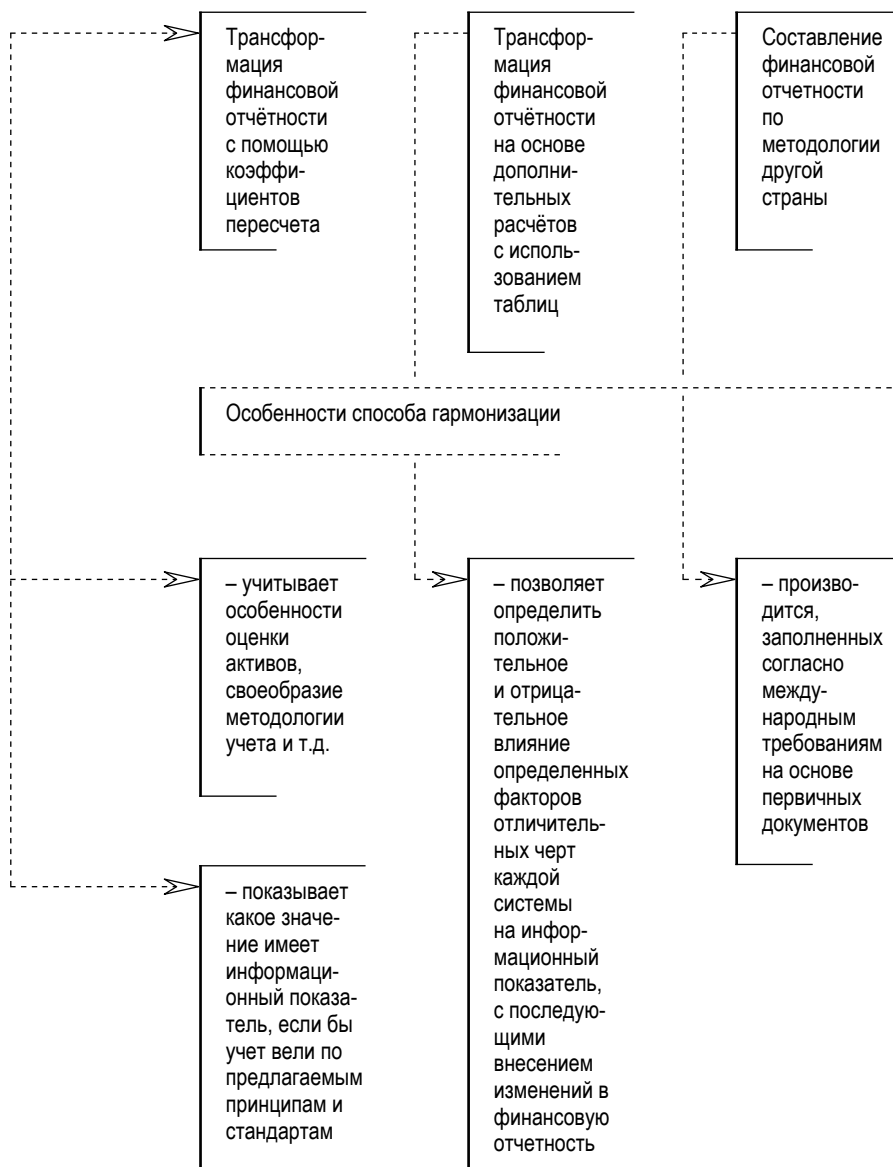 Трансфор-
мация
финансовой
отчётности
с помощью
коэффи-
циентов
пересчета
Трансфор-
мация
финансовой
отчётности
на основе
дополни-
тельных
расчётов
с исполь-
зованием
таблиц
Составление
финансовой
отчетности
по
методологии
другой
страны
Особенности способа гармонизации
– учитывает
особенности
оценки
активов,
своеобразие
методологии
учета и т.д.
– позволяет
определить
положи-
тельное
и отрица-
тельное
влияние
определенных
факторов
отличитель-
ных черт
каждой
системы
на инфор-
мационный
показатель,
с последую-
щими
внесением
изменений в
финансовую
отчетность
– произво-
дится,
заполненных
согласно
между-
народным
требованиям
на основе
первичных
документов
– показывает
какое значе-
ние имеет
информаци-
онный показа-
тель, если бы
учет вели по
предлагаемым
принципам и
стандартам